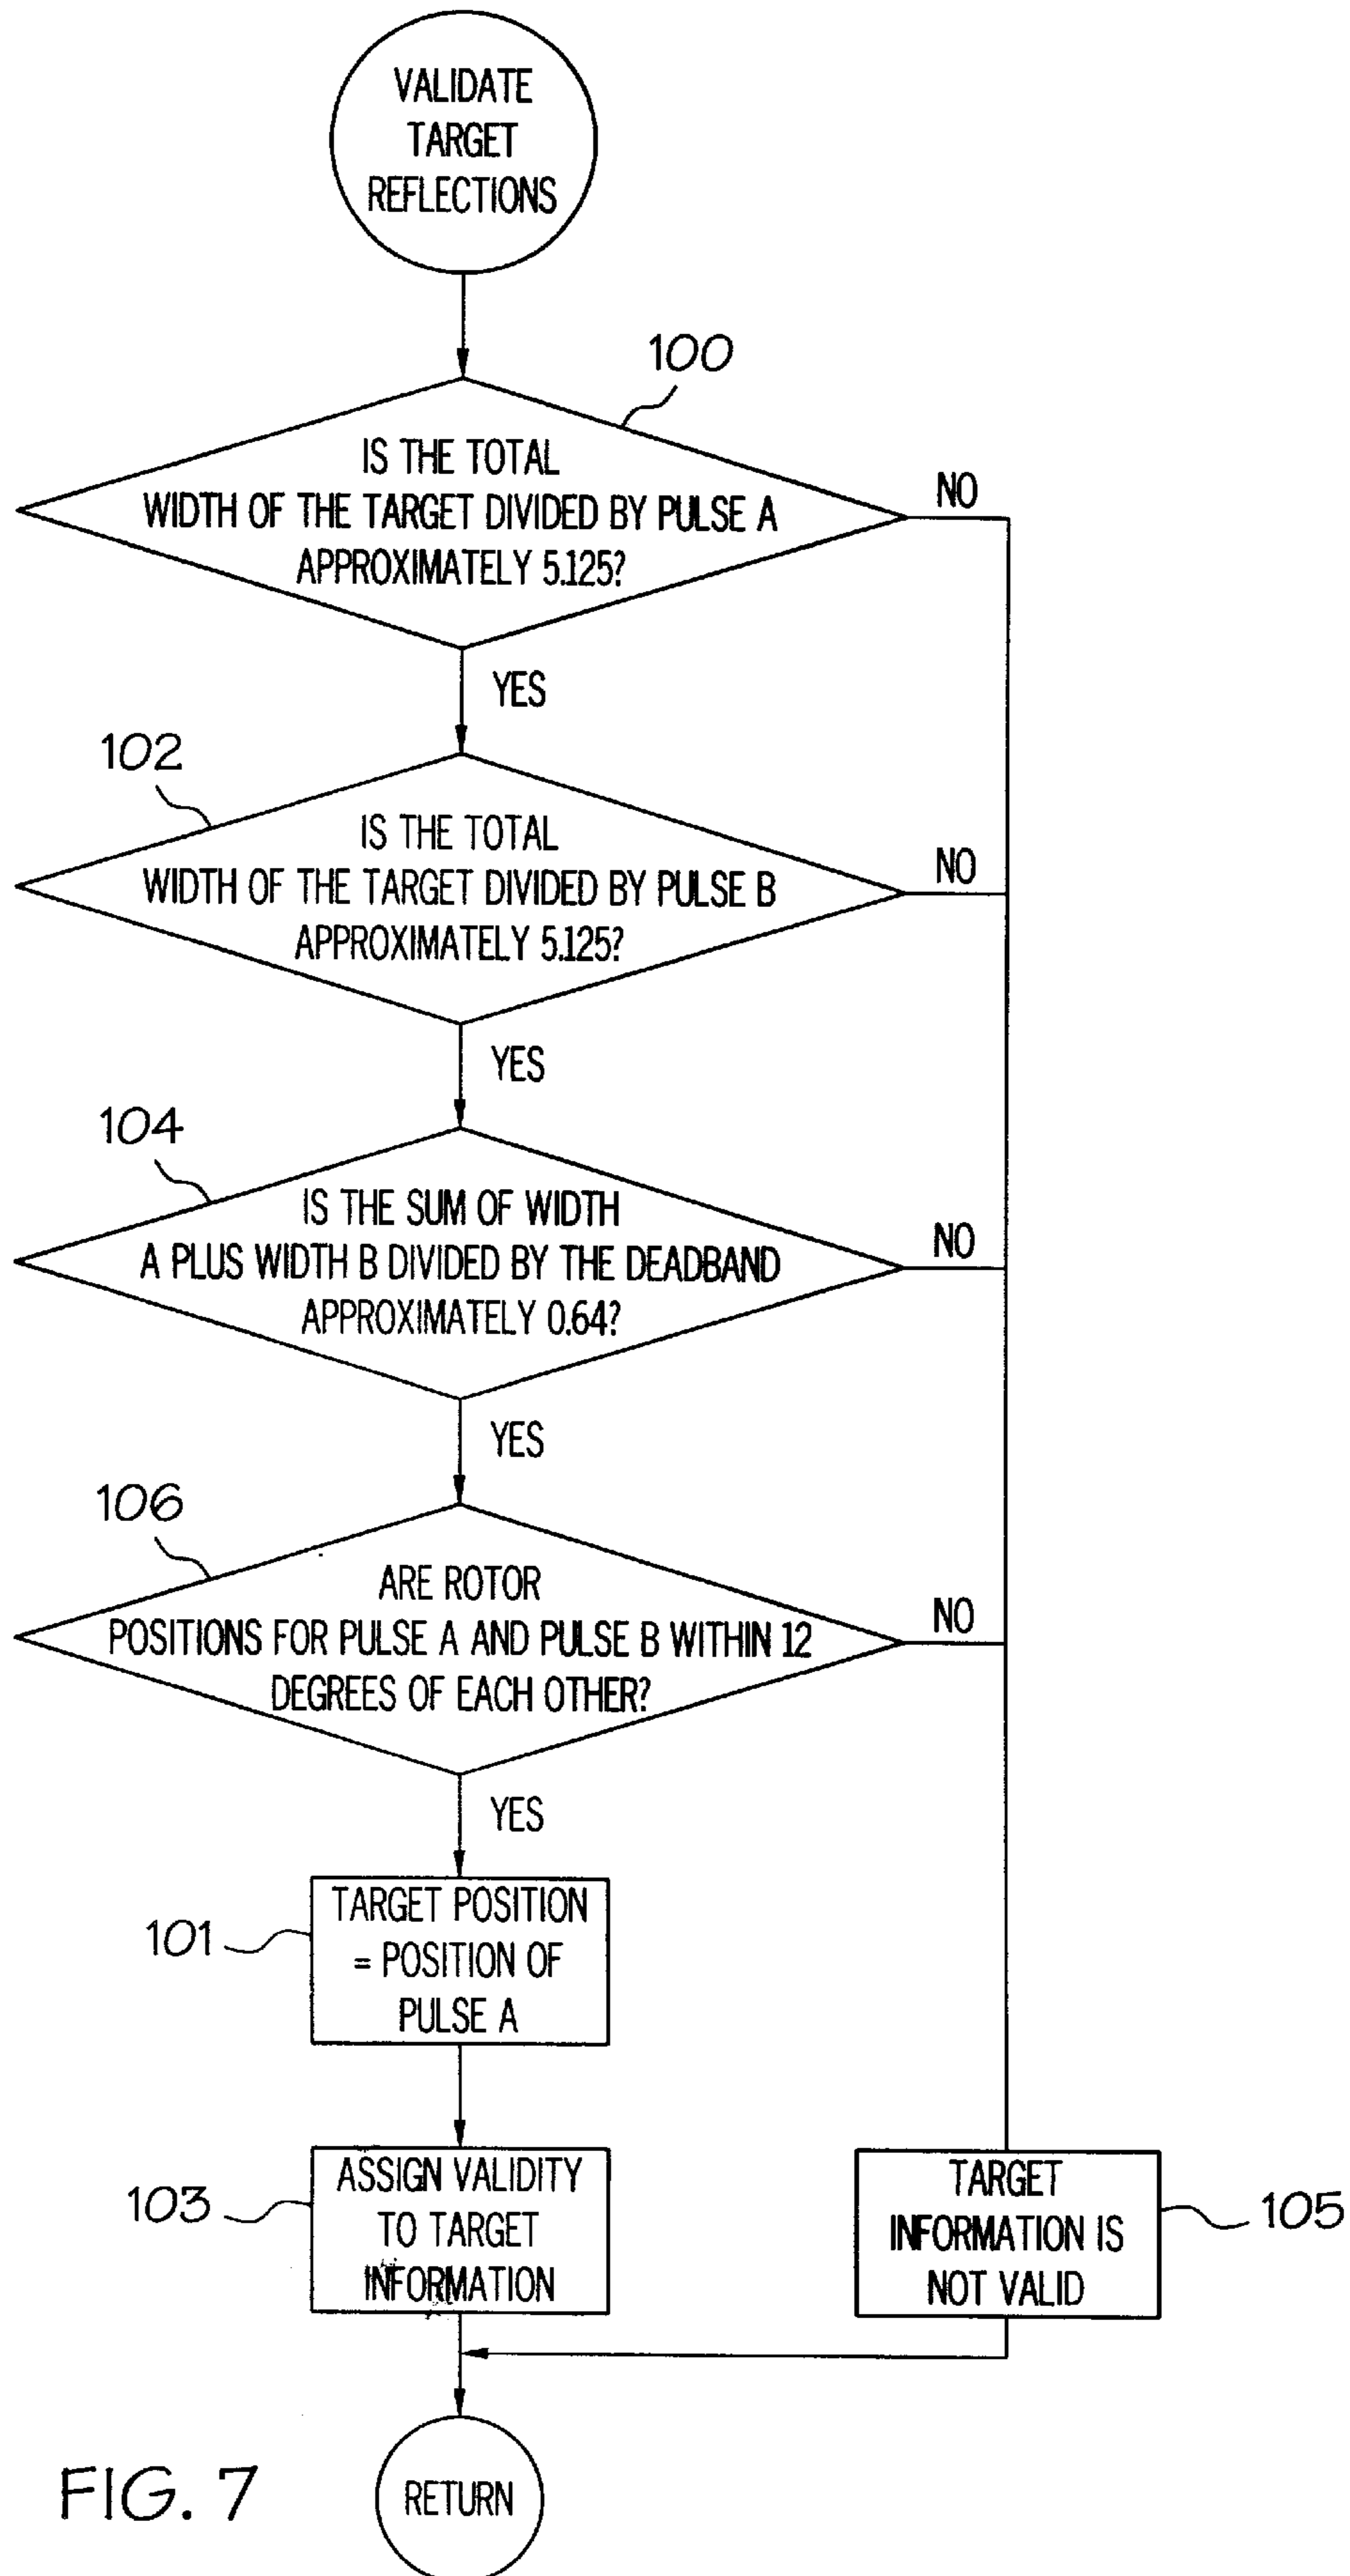 VALIDATE
TARGET
REFLECTIONS
100
IS THE TOTAL
WIDTH OF THE TARGET DIVIDED BY PULSE A
APPROXIMATELY 5.125?
NO
YES
102
IS THE TOTAL
WIDTH OF THE TARGET DIVIDED BY PULSE B
APPROXIMATELY 5.125?
NO
YES
104
IS THE SUM OF WIDTH
A PLUS WIDTH B DIVIDED BY THE DEADBAND
APPROXIMATELY 0.64?
NO
YES
106
ARE ROTOR
POSITIONS FOR PULSE A AND PULSE B WITHIN 12
DEGREES OF EACH OTHER?
NO
YES
101
TARGET POSITION
= POSITION OF
PULSE A
103
ASSIGN VALIDITY
TO TARGET
INFORMATION
TARGET
INFORMATION IS
NOT VALID
105
RETURN
FIG. 7